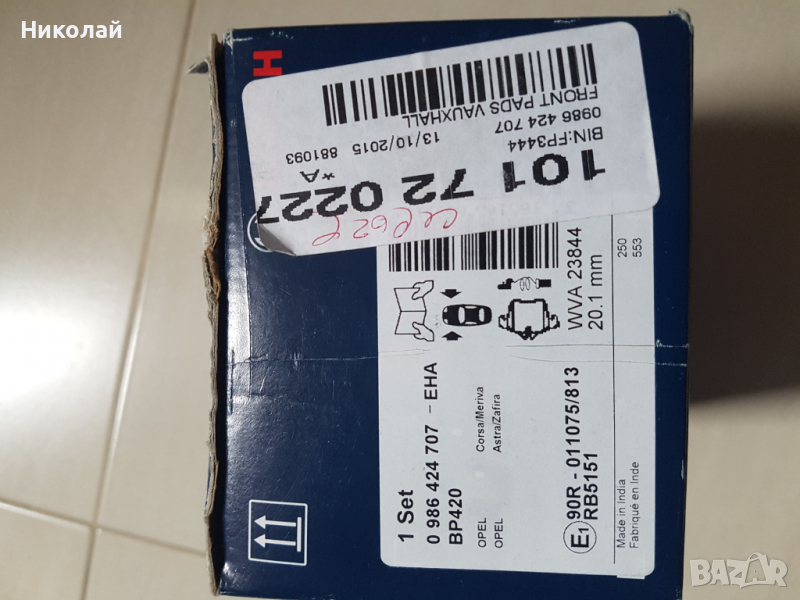 Николай
H
FRONT PADS VAUXHALL
0986 424 707
13/10/2015 881093
BIN:FP3444
*A
101 72 0227
1 Set
0 986 424 707 - EHA
BP420
OPEL Corsa/Meriva
OPEL Astra/Zafira
WVA 23844
20.1 mm
E1 90R - 011075/813
RB5151
250
553
Made in India
Fabriqué en Inde
BAZAR